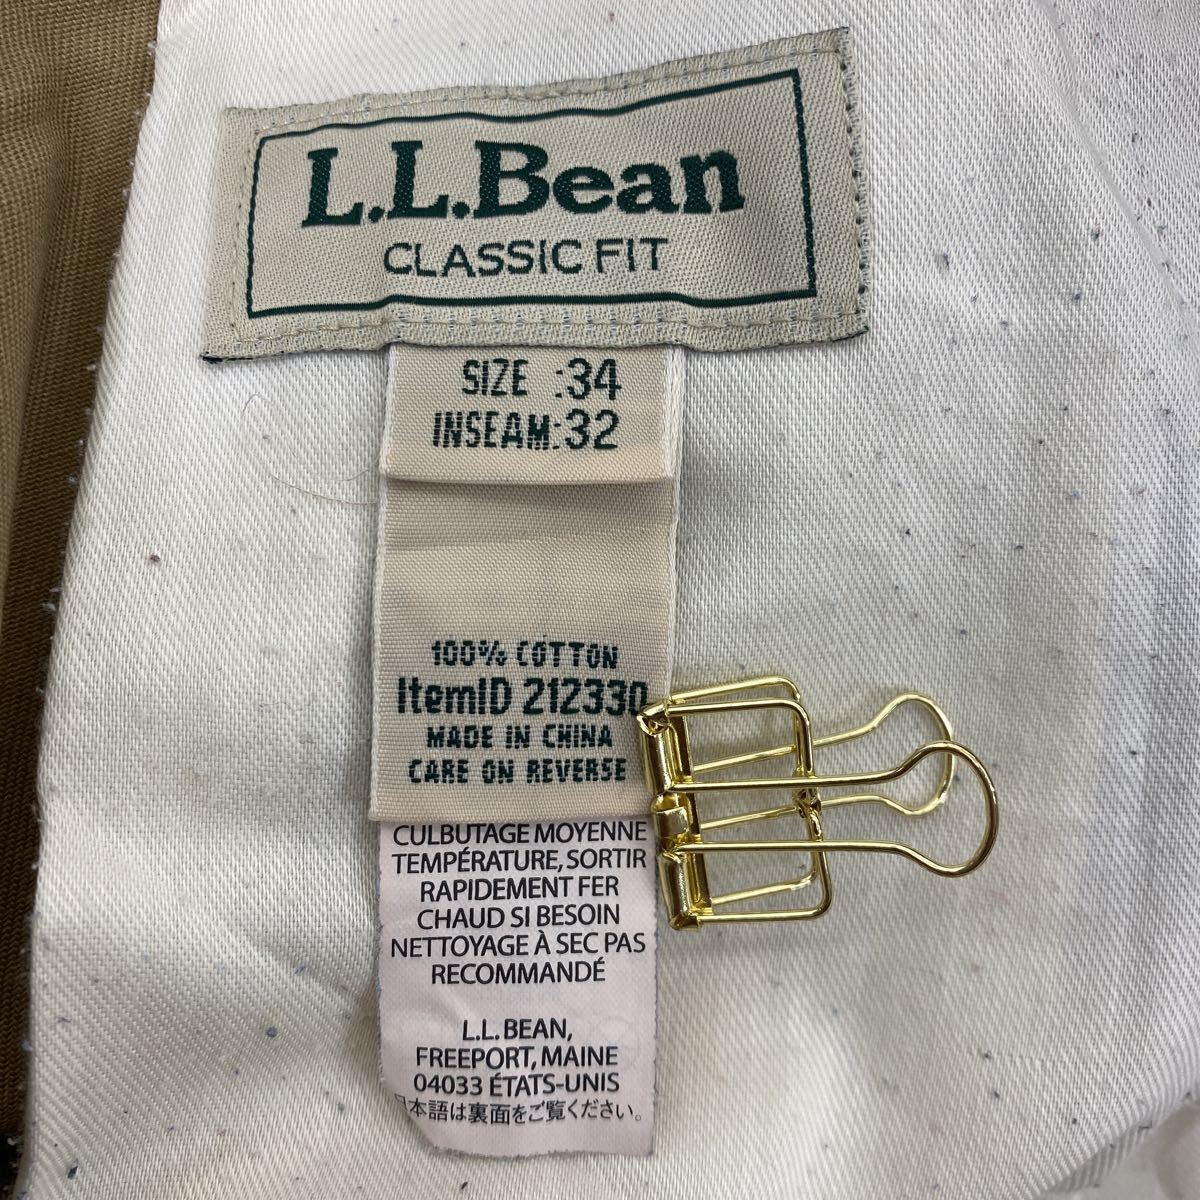 L.L.Bean
CLASSIC FIT
SIZE :34
INSEAM:32
100% COTTON
ItemID 212330
MADE IN CHINA
CARE ON REVERSE
CULBUTAGE MOYENNE
TEMPÉRATURE, SORTIR
RAPIDEMENT FER
CHAUD SI BESOIN
NETTOYAGE À SEC PAS
RECOMMANDÉ
L.L. BEAN,
FREEPORT, MAINE
04033 ÉTATS-UNIS
日本語は裏面をご覧ください。